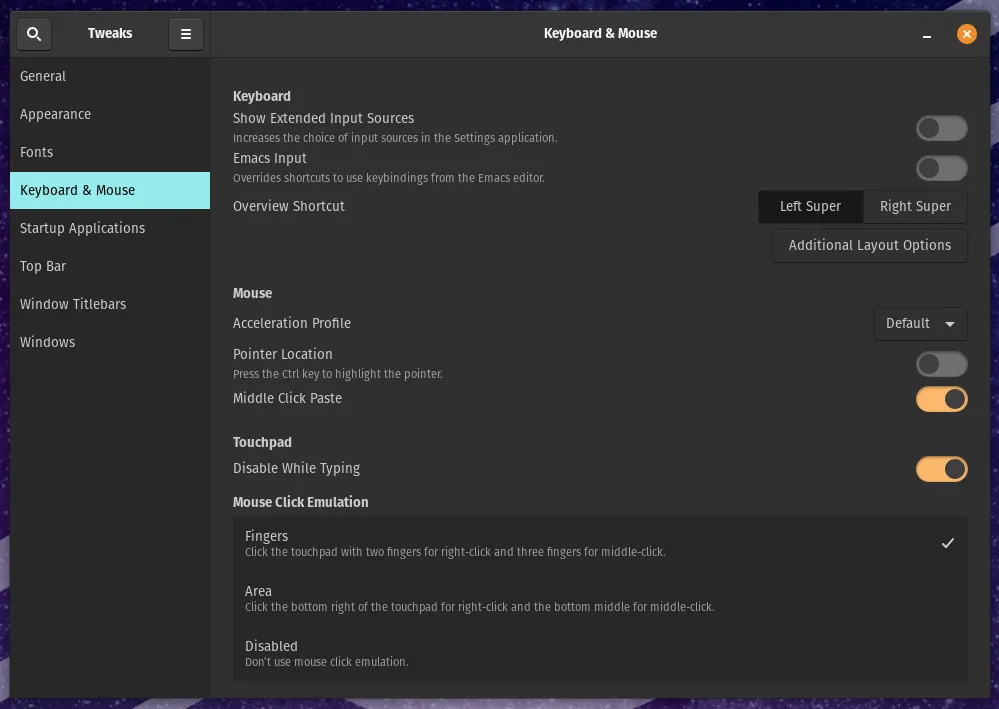 Tweaks
Keyboard & Mouse
General
Appearance
Fonts
Keyboard & Mouse
Startup Applications
Top Bar
Window Titlebars
Windows
Keyboard
Show Extended Input Sources
Increases the choice of input sources in the Settings application.
Emacs Input
Overrides shortcuts to use keybindings from the Emacs editor.
Overview Shortcut
Left Super
Right Super
Additional Layout Options
Mouse
Acceleration Profile
Default
Pointer Location
Press the Ctrl key to highlight the pointer.
Middle Click Paste
Touchpad
Disable While Typing
Mouse Click Emulation
Fingers
Click the touchpad with two fingers for right-click and three fingers for middle-click.
Area
Click the bottom right of the touchpad for right-click and the bottom middle for middle-click.
Disabled
Don’t use mouse click emulation.